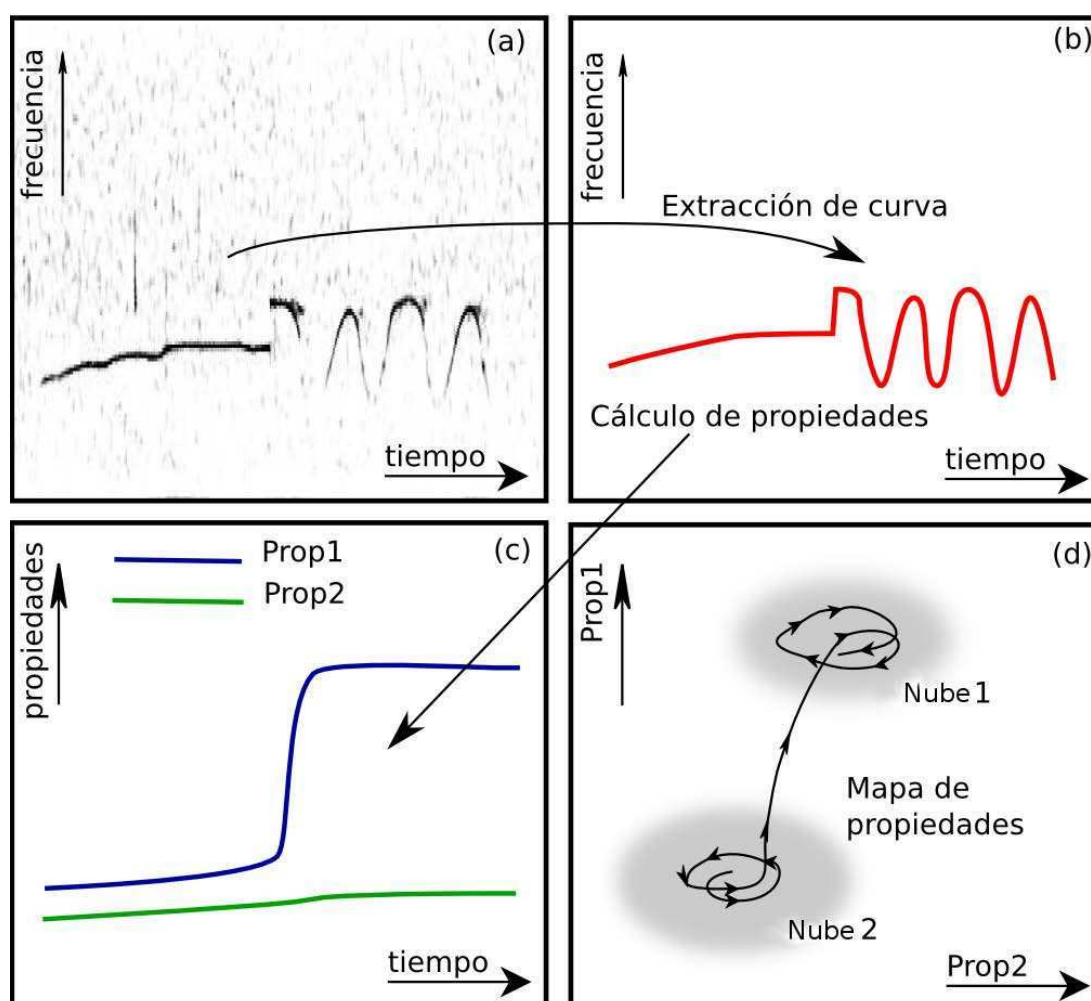 (a)
frecuencia
tiempo
(b)
frecuencia
Extracción de curva
Cálculo de propiedades
tiempo
(c)
propiedades
Prop1
Prop2
tiempo
(d)
Prop1
Nube 1
Mapa de
propiedades
Nube 2
Prop2